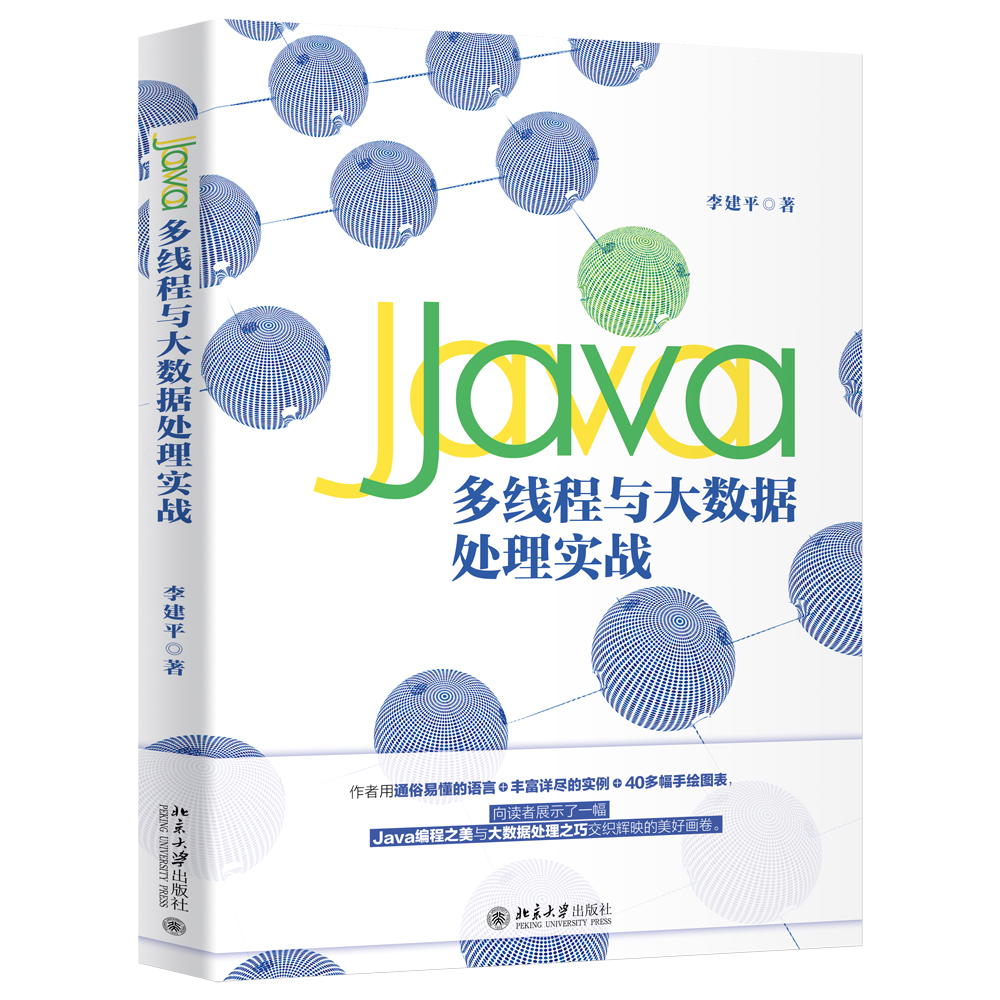 李建平◎著
Java
多线程与大数据
处理实战
作者用通俗易懂的语言+丰富详尽的实例+40多幅手绘图表，
向读者展示了一幅
Java编程之美与大数据处理之巧交织辉映的美好画卷。
北京大学出版社
PEKING UNIVERSITY PRESS
Java多线程与大数据处理实战
李建平◎著
北京大学出版社
PEKING UNIVERSITY PRESS